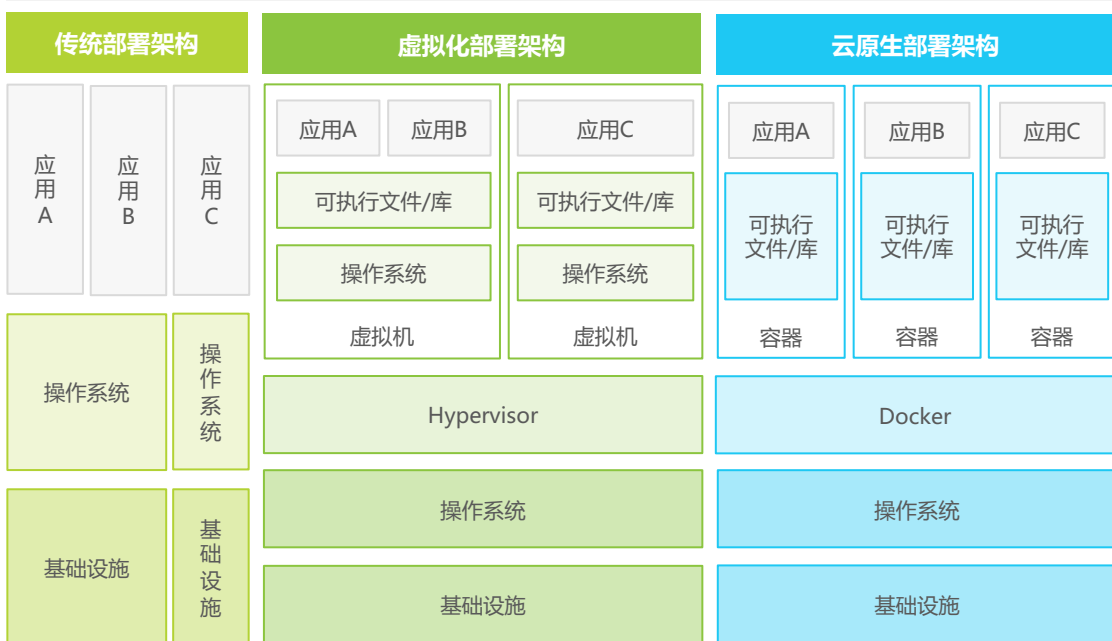 传统部署架构
应用A
应用B
应用C
操作系统
操作系统
基础设施
基础设施
虚拟化部署架构
应用A
应用B
可执行文件/库
操作系统
虚拟机
应用C
可执行文件/库
操作系统
虚拟机
Hypervisor
操作系统
基础设施
云原生部署架构
应用A
可执行
文件/库
容器
应用B
可执行
文件/库
容器
应用C
可执行
文件/库
容器
Docker
操作系统
基础设施